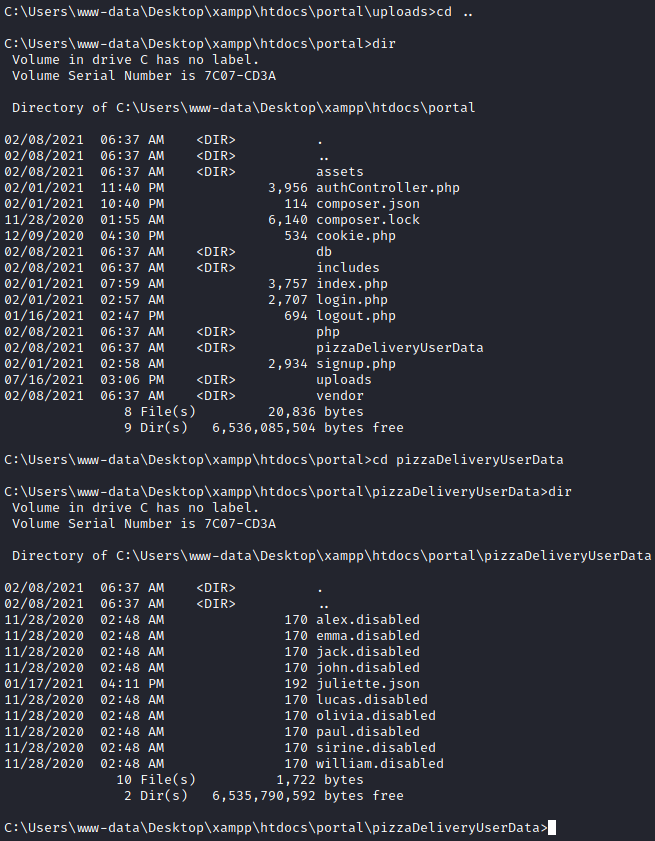 C:\Users\www-data\Desktop\xampp\htdocs\portal\uploads>cd ..
C:\Users\www-data\Desktop\xampp\htdocs\portal>dir
Volume in drive C has no label.
Volume Serial Number is 7C07-CD3A
Directory of C:\Users\www-data\Desktop\xampp\htdocs\portal
02/08/2021  06:37 AM    <DIR>          .
02/08/2021  06:37 AM    <DIR>          ..
02/08/2021  06:37 AM    <DIR>          assets
02/01/2021  11:40 PM             3,956 authController.php
02/01/2021  10:40 PM               114 composer.json
11/28/2020  01:55 AM             6,140 composer.lock
12/09/2020  04:30 PM               534 cookie.php
02/08/2021  06:37 AM    <DIR>          db
02/08/2021  06:37 AM    <DIR>          includes
02/01/2021  07:59 AM             3,757 index.php
02/01/2021  02:57 AM             2,707 login.php
01/16/2021  02:47 PM               694 logout.php
02/08/2021  06:37 AM    <DIR>          php
02/08/2021  06:37 AM    <DIR>          pizzaDeliveryUserData
02/01/2021  02:58 AM             2,934 signup.php
07/16/2021  03:06 PM    <DIR>          uploads
02/08/2021  06:37 AM    <DIR>          vendor
8 File(s)         20,836 bytes
9 Dir(s)   6,536,085,504 bytes free
C:\Users\www-data\Desktop\xampp\htdocs\portal>cd pizzaDeliveryUserData
C:\Users\www-data\Desktop\xampp\htdocs\portal\pizzaDeliveryUserData>dir
Volume in drive C has no label.
Volume Serial Number is 7C07-CD3A
Directory of C:\Users\www-data\Desktop\xampp\htdocs\portal\pizzaDeliveryUserData
02/08/2021  06:37 AM    <DIR>          .
02/08/2021  06:37 AM    <DIR>          ..
11/28/2020  02:48 AM               170 alex.disabled
11/28/2020  02:48 AM               170 emma.disabled
11/28/2020  02:48 AM               170 jack.disabled
11/28/2020  02:48 AM               170 john.disabled
01/17/2021  04:11 PM               192 juliette.json
11/28/2020  02:48 AM               170 lucas.disabled
11/28/2020  02:48 AM               170 olivia.disabled
11/28/2020  02:48 AM               170 paul.disabled
11/28/2020  02:48 AM               170 sirine.disabled
11/28/2020  02:48 AM               170 william.disabled
10 File(s)          1,722 bytes
2 Dir(s)   6,535,790,592 bytes free
C:\Users\www-data\Desktop\xampp\htdocs\portal\pizzaDeliveryUserData>